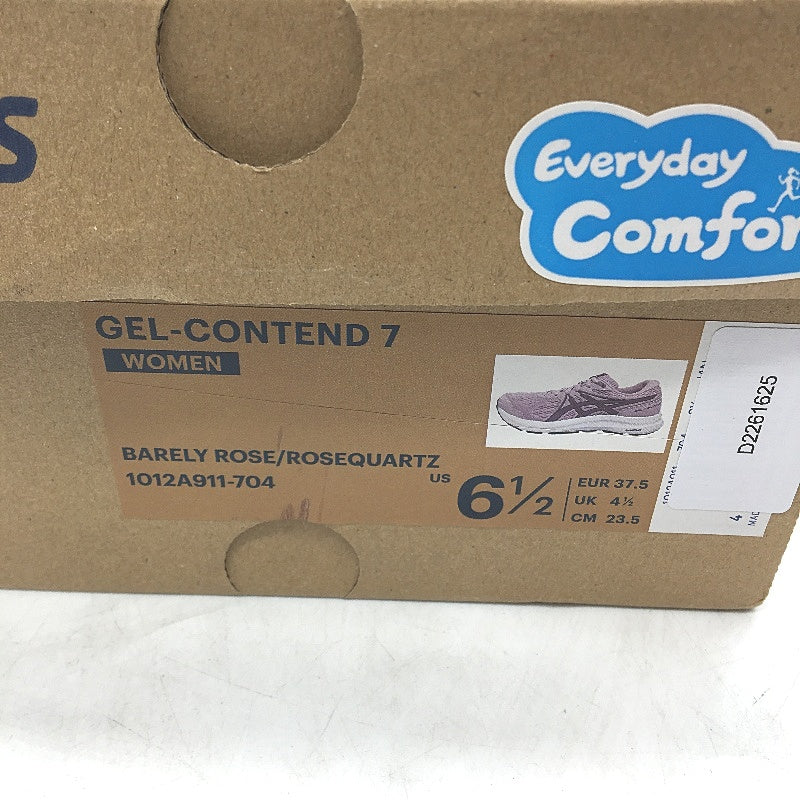 s
Everyday
Comfor
GEL-CONTEND 7
WOMEN
BARELY ROSE/ROSEQUARTZ
1012A911-704
US 6½
EUR 37.5
UK 4½
CM 23.5
D2261625
4